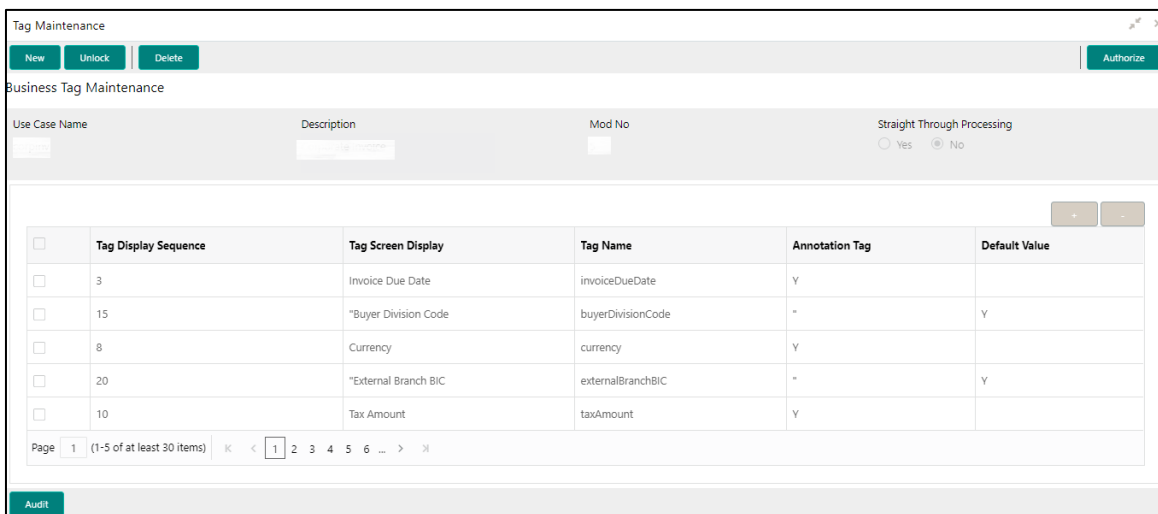 Tag Maintenance
New Unlock Delete Authorize
Business Tag Maintenance
Use Case Name Description Mod No Straight Through Processing
Yes No
+ -
Tag Display Sequence Tag Screen Display Tag Name Annotation Tag Default Value
3 Invoice Due Date invoiceDueDate Y
15 "Buyer Division Code buyerDivisionCode " Y
8 Currency currency Y
20 "External Branch BIC externalBranchBIC " Y
10 Tax Amount taxAmount Y
Page 1 (1-5 of at least 30 items) 1 2 3 4 5 6 ...
Audit